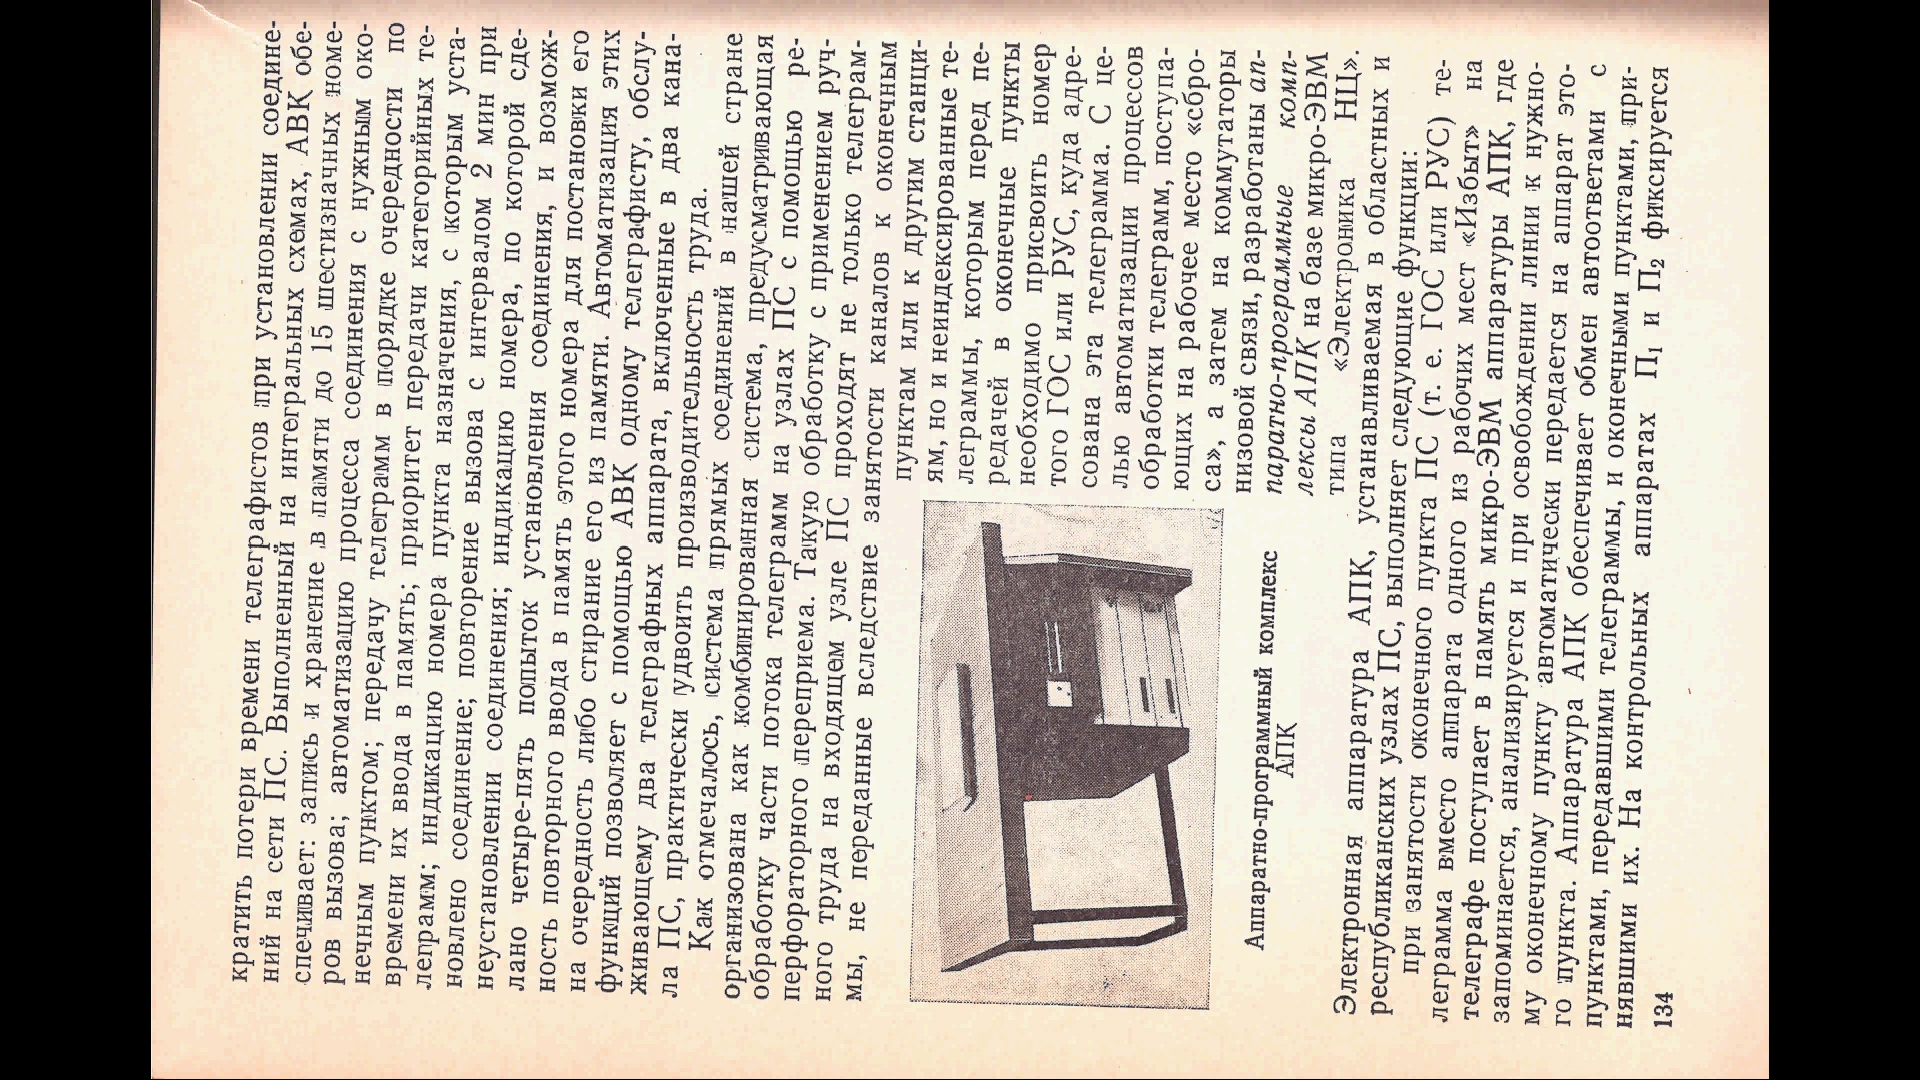 кратить потери времени телеграфистов при установлении соедине-
ний на сети ПС. Выполненный на интегральных схемах, АВК обе-
спечивает: запись и хранение в памяти до 15 шестизначных номе-
ров вызова; автоматизацию процесса соединения с нужным око-
нечным пунктом; передачу телеграмм в порядке очередности по
времени их ввода в память; приоритет передачи категорийных те-
леграмм; индикацию номера пункта назначения, с которым уста-
новлено соединение; повторение вызова с интервалом 2 мин при
неустановлении соединения; индикацию номера, по которой сде-
лано четыре-пять попыток установления соединения, и возмож-
ность повторного ввода в память этого номера для постановки его
на очередность либо стирание его из памяти. Автоматизация этих
функций позволяет с помощью АВК одному телеграфисту, обслу-
живающему два телеграфных аппарата, включенные в два кана-
ла ПС, практически удвоить производительность труда.
Как отмечалось, система прямых соединений в нашей стране
организована как комбинированная система, предусматривающая
обработку части потока телеграмм на узлах ПС с помощью ре-
перфораторного переприема. Такую обработку с применением руч-
ного труда на входящем узле ПС проходят не только телеграм-
мы, не переданные вследствие занятости каналов к оконечным
пунктам или к другим станци-
ям, но и неиндексированные те-
леграммы, которым перед пе-
редачей в оконечные пункты
необходимо присвоить номер
того ГОС или РУС, куда адре-
сована эта телеграмма. С це-
лью автоматизации процессов
обработки телеграмм, поступа-
ющих на рабочее место «сбро-
са», а затем на коммутаторы
низовой связи, разработаны ап-
паратно-программные комп-
лексы АПК на базе микро-ЭВМ
типа «Электроника НЦ».
Аппаратно-программный комплекс
АПК
Электронная аппаратура АПК, устанавливаемая в областных и
республиканских узлах ПС, выполняет следующие функции:
при занятости оконечного пункта ПС (т. е. ГОС или РУС) те-
леграмма вместо аппарата одного из рабочих мест «Избыт» на
телеграфе поступает в память микро-ЭВМ аппаратуры АПК, где
запоминается, анализируется и при освобождении линии к нужно-
му оконечному пункту автоматически передается на аппарат это-
го пункта. Аппаратура АПК обеспечивает обмен автоответами с
пунктами, передавшими телеграммы, и оконечными пунктами, при-
нявшими их. На контрольных аппаратах П₁ и П₂ фиксируется
134